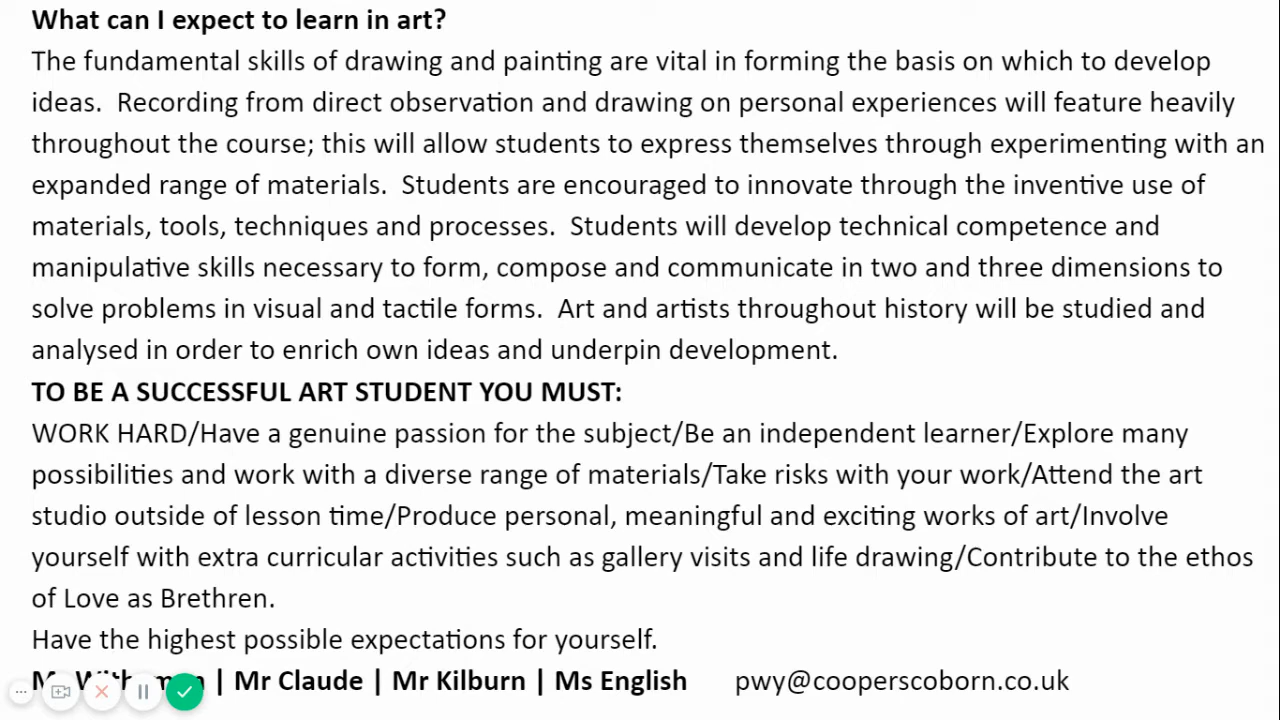 What can I expect to learn in art?
The fundamental skills of drawing and painting are vital in forming the basis on which to develop
ideas.  Recording from direct observation and drawing on personal experiences will feature heavily
throughout the course; this will allow students to express themselves through experimenting with an
expanded range of materials.  Students are encouraged to innovate through the inventive use of
materials, tools, techniques and processes.  Students will develop technical competence and
manipulative skills necessary to form, compose and communicate in two and three dimensions to
solve problems in visual and tactile forms.  Art and artists throughout history will be studied and
analysed in order to enrich own ideas and underpin development.
TO BE A SUCCESSFUL ART STUDENT YOU MUST:
WORK HARD/Have a genuine passion for the subject/Be an independent learner/Explore many
possibilities and work with a diverse range of materials/Take risks with your work/Attend the art
studio outside of lesson time/Produce personal, meaningful and exciting works of art/Involve
yourself with extra curricular activities such as gallery visits and life drawing/Contribute to the ethos
of Love as Brethren.
Have the highest possible expectations for yourself.
| Mr Claude | Mr Kilburn | Ms English pwy@cooperscoborn.co.uk